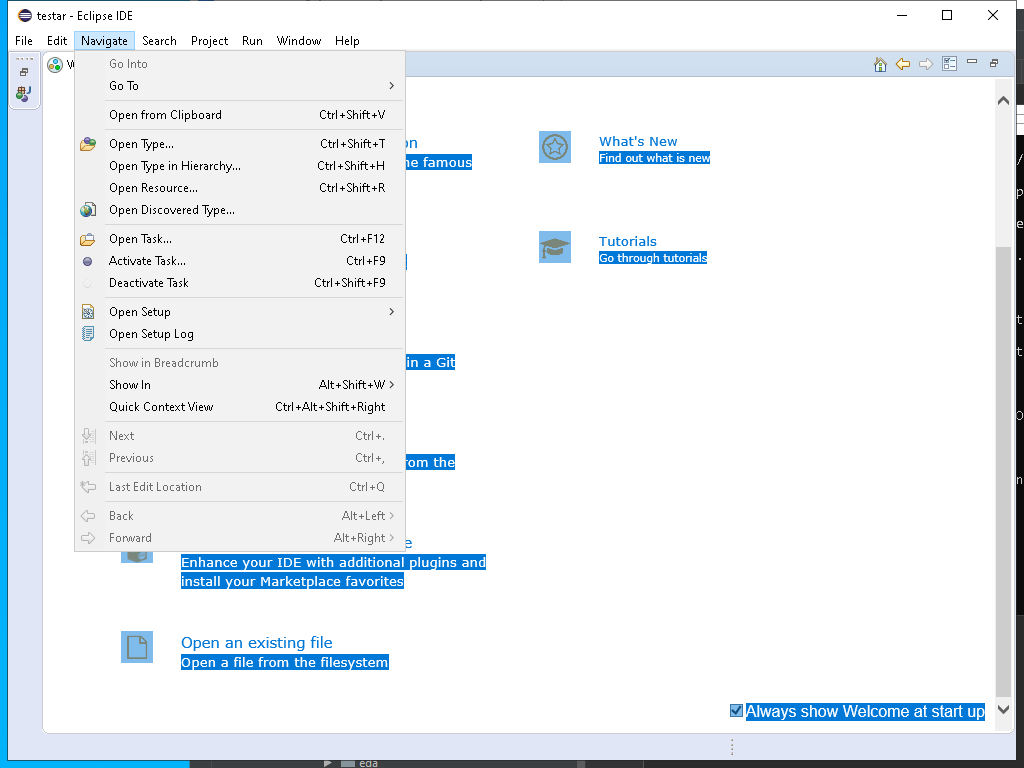 testar - Eclipse IDE
File Edit Navigate Search Project Run Window Help
Go Into
Go To
Open from Clipboard Ctrl+Shift+V
Open Type... Ctrl+Shift+T
Open Type in Hierarchy... Ctrl+Shift+H
Open Resource... Ctrl+Shift+R
Open Discovered Type...
Open Task... Ctrl+F12
Activate Task... Ctrl+F9
Deactivate Task Ctrl+Shift+F9
Open Setup
Open Setup Log
Show in Breadcrumb
Show In Alt+Shift+W
Quick Context View Ctrl+Alt+Shift+Right
Next Ctrl+.
Previous Ctrl+,
Last Edit Location Ctrl+Q
Back Alt+Left
Forward Alt+Right
famous
What's New
Find out what is new
Tutorials
Go through tutorials
in a Git
the
Enhance your IDE with additional plugins and
install your Marketplace favorites
Open an existing file
Open a file from the filesystem
Always show Welcome at start up
eda